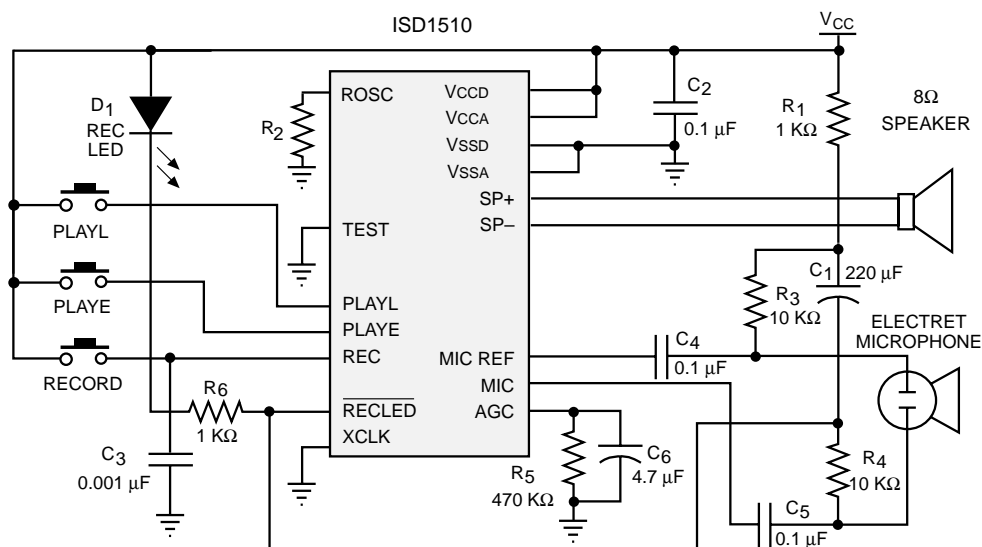 ISD1510
VCC
D1
REC
LED
R2
ROSC
VCCD
VCCA
VSSD
VSSA
SP+
SP–
C2
0.1 µF
R1
1 KΩ
8Ω
SPEAKER
PLAYL
TEST
PLAYE
RECORD
PLAYL
PLAYE
REC
RECLED
XCLK
MIC REF
MIC
AGC
R3
10 KΩ
C1
220 µF
ELECTRET
MICROPHONE
C4
0.1 µF
R6
1 KΩ
C3
0.001 µF
R5
470 KΩ
C6
4.7 µF
R4
10 KΩ
C5
0.1 µF